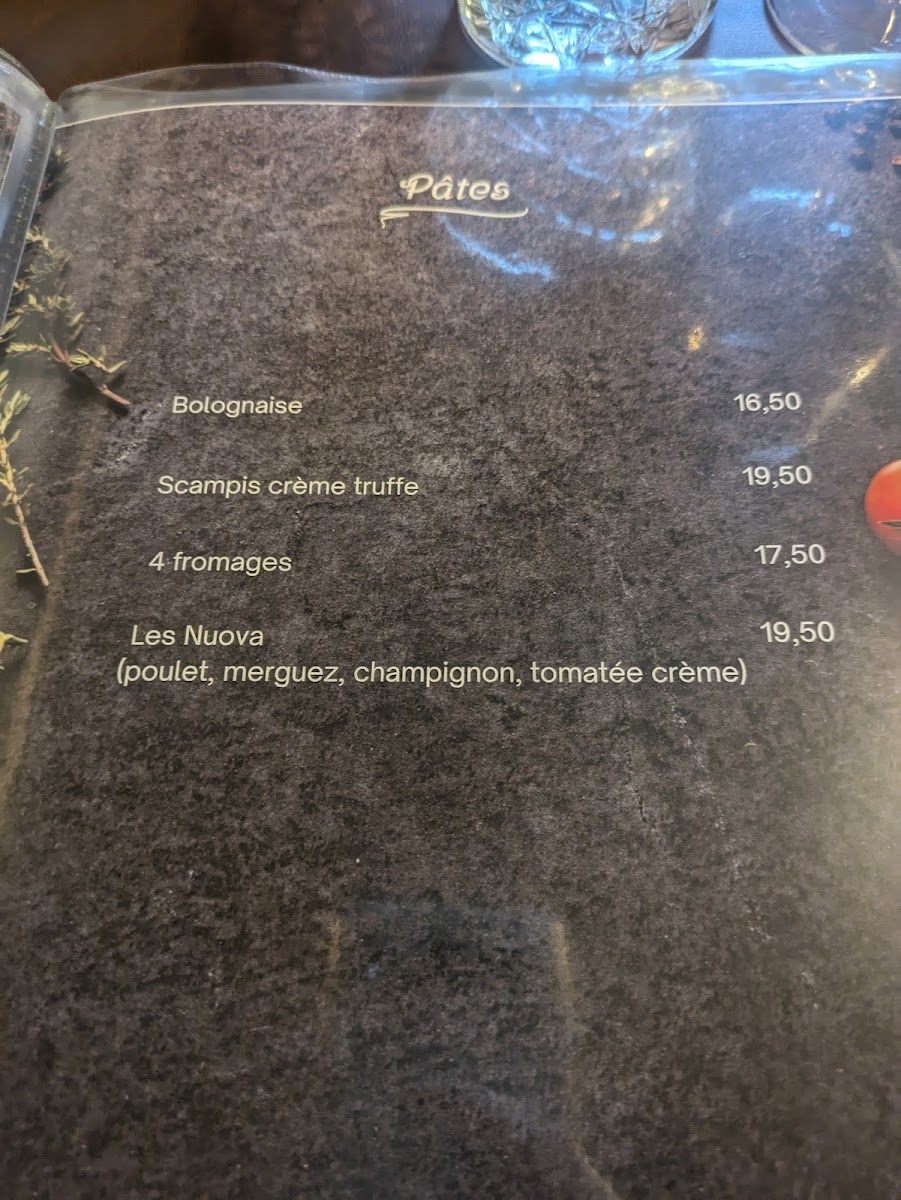 Pâtes
Bolognaise 16,50
Scampis crème truffe 19,50
4 fromages 17,50
Les Nuova 19,50
(poulet, merguez, champignon, tomatée crème)